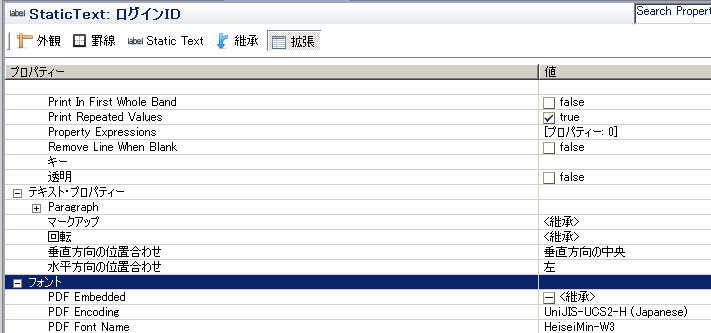 label StaticText: ログインID
Search Propert
外観 罫線 label Static Text 継承 拡張
プロパティー 値
Print In First Whole Band false
Print Repeated Values true
Property Expressions [プロパティー: 0]
Remove Line When Blank false
キー
透明 false
テキスト・プロパティー
Paragraph
マークアップ <継承>
回転 <継承>
垂直方向の位置合わせ 垂直方向の中央
水平方向の位置合わせ 左
フォント
PDF Embedded <継承>
PDF Encoding UniJIS-UCS2-H (Japanese)
PDF Font Name HeiseiMin-W3